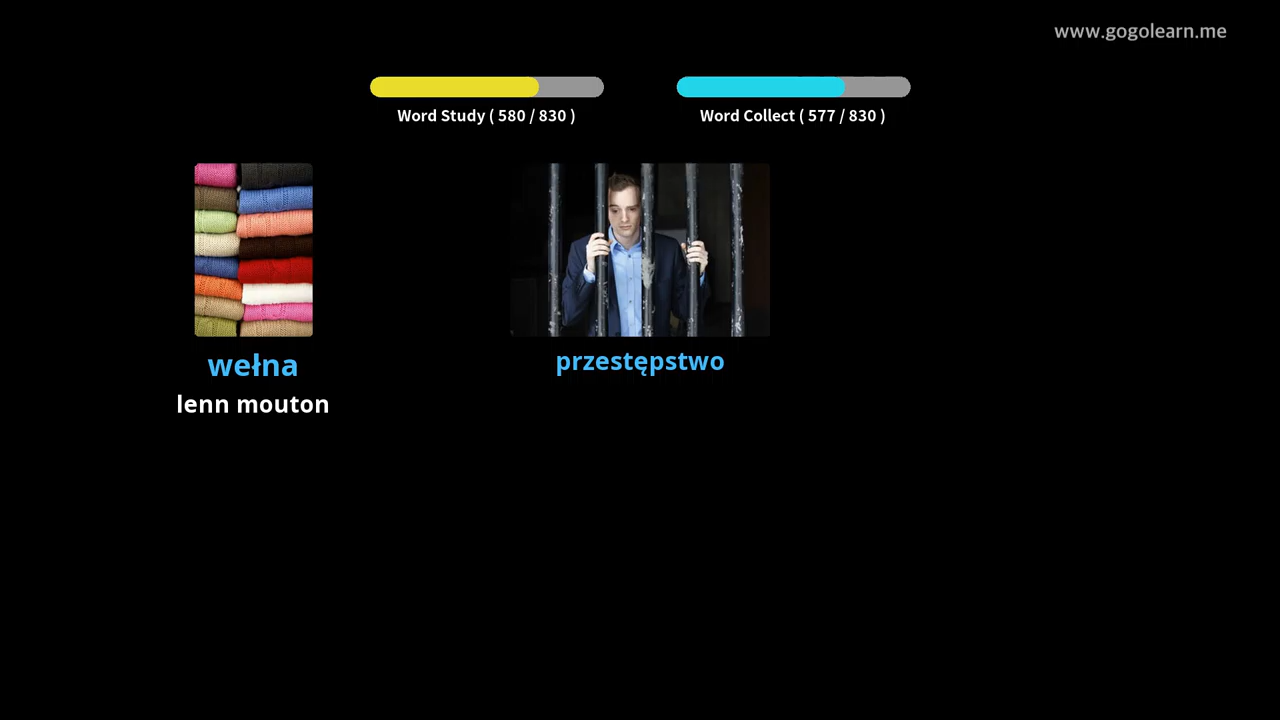 www.gogolearn.me
Word Study ( 580 / 830 )
Word Collect ( 577 / 830 )
wełna
lenn mouton
przestępstwo